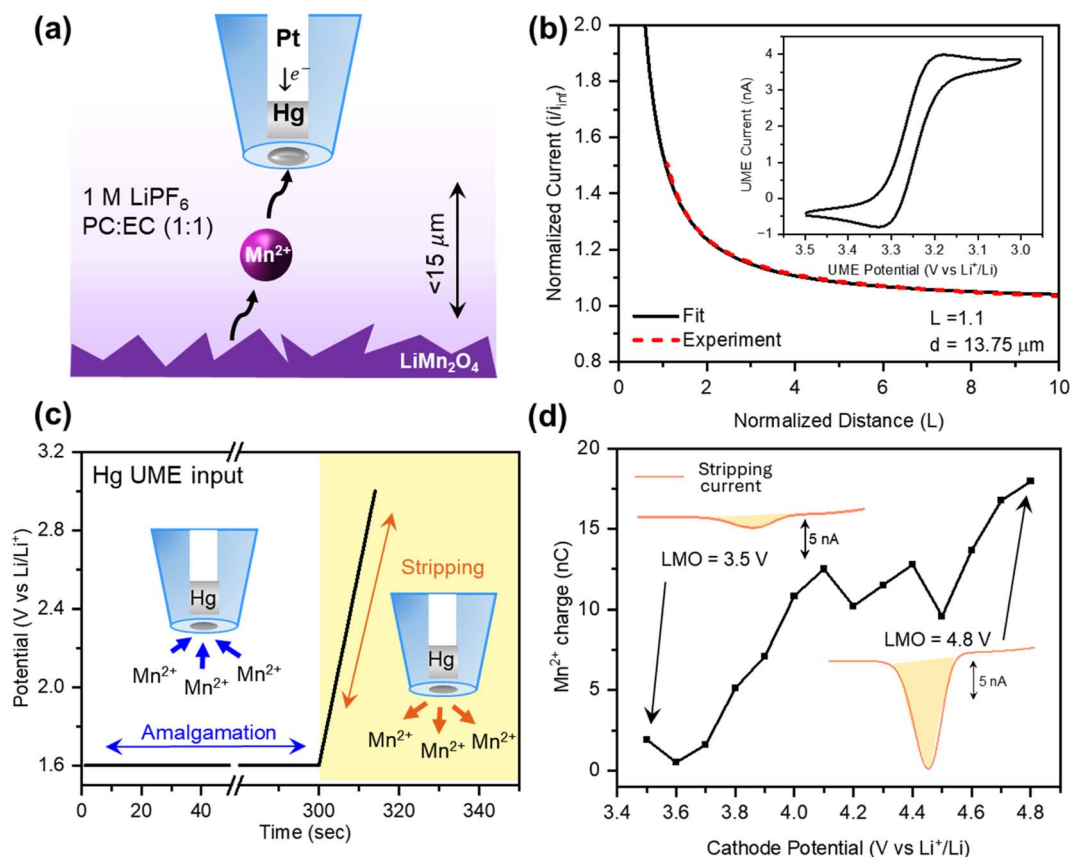 (a)
Pt
e⁻
Hg
1 M LiPF₆
PC:EC (1:1)
Mn²⁺
<15 μm
LiMn₂O₄
(b)
Normalized Current (i/i_inf)
2.0
1.8
1.6
1.4
1.2
1.0
0.8
0
2
4
6
8
10
Normalized Distance (L)
Fit
Experiment
L =1.1
d = 13.75 μm
UME Current (nA)
4
3
2
1
0
−1
3.5
3.4
3.3
3.2
3.1
3.0
UME Potential (V vs Li⁺/Li)
(c)
Hg UME input
Potential (V vs Li/Li⁺)
3.2
2.8
2.4
2.0
1.6
0
20
40
300
320
340
Time (sec)
Hg
Mn²⁺
Mn²⁺
Mn²⁺
Amalgamation
Stripping
Hg
Mn²⁺
Mn²⁺
Mn²⁺
(d)
Mn²⁺ charge (nC)
20
15
10
5
0
3.4
3.6
3.8
4.0
4.2
4.4
4.6
4.8
Cathode Potential (V vs Li⁺/Li)
Stripping
current
5 nA
LMO = 3.5 V
LMO = 4.8 V
5 nA